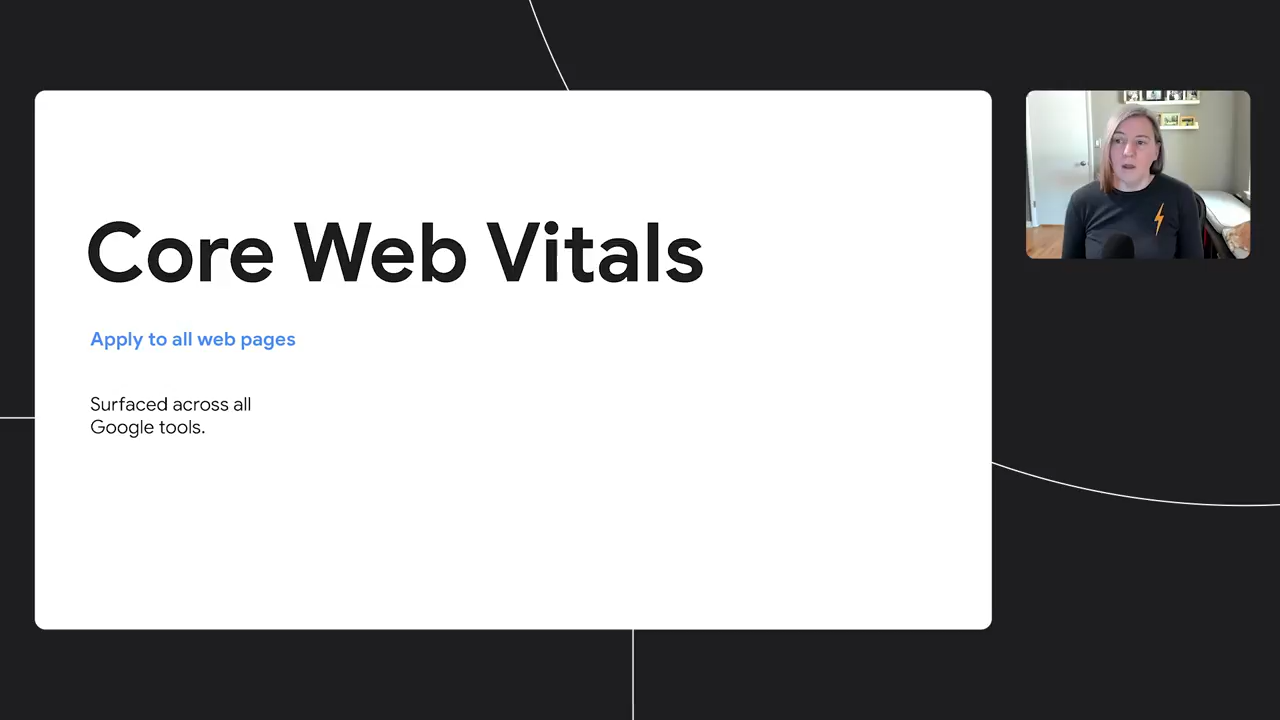 Core Web Vitals
Apply to all web pages
Surfaced across all
Google tools.